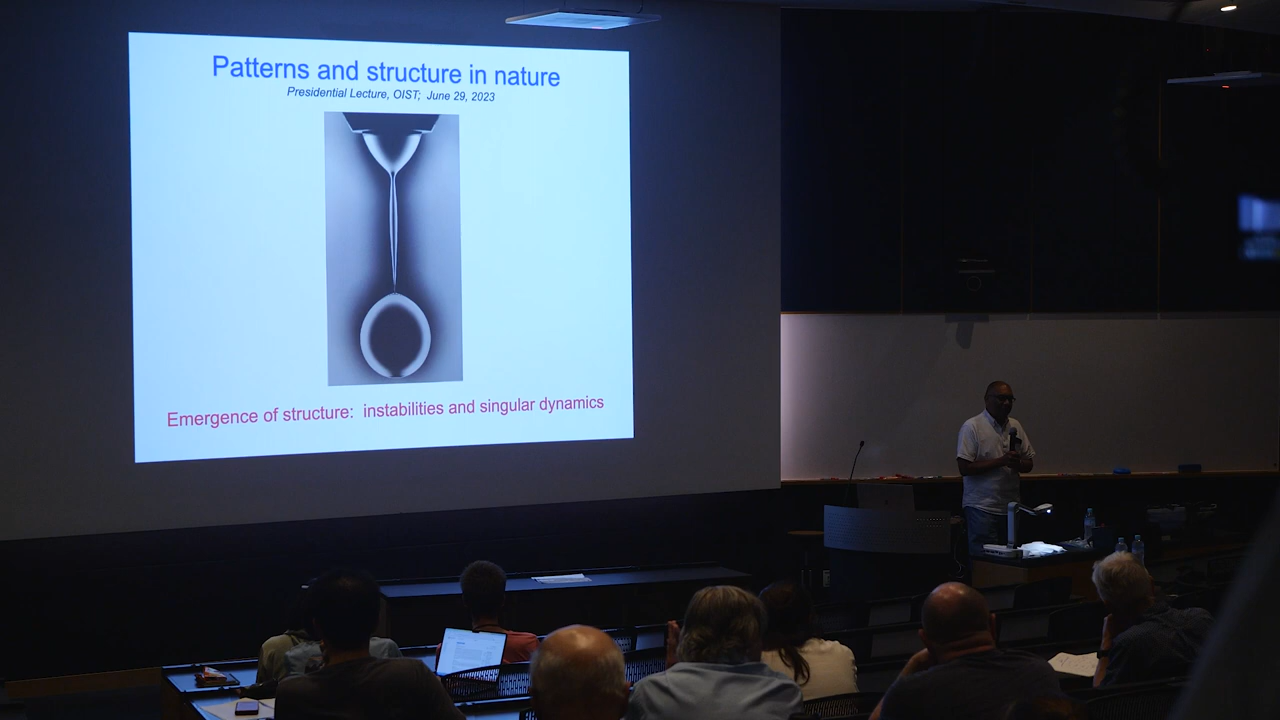 Patterns and structure in nature
Presidential Lecture, OIST;  June 29, 2023
Emergence of structure:  instabilities and singular dynamics